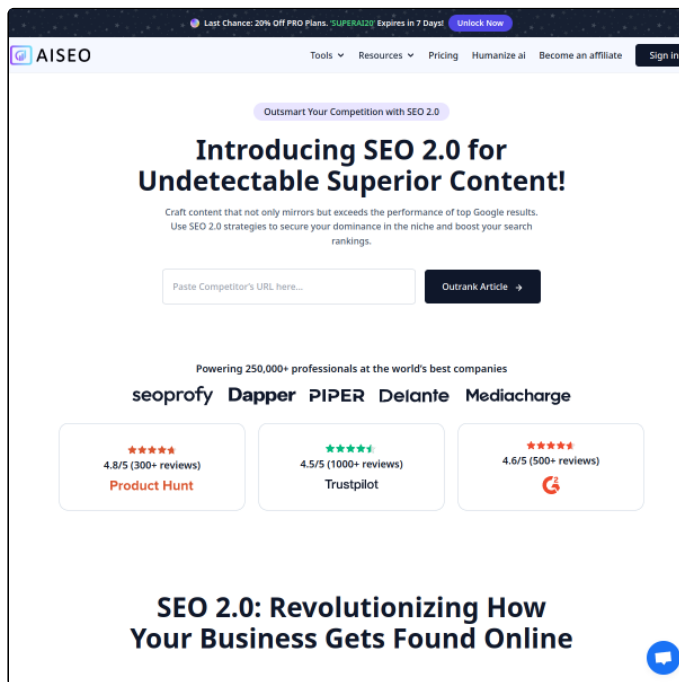 Last Chance: 20% Off PRO Plans. 'SUPERAI20' Expires in 7 Days! Unlock Now
AISEO Tools Resources Pricing Humanize ai Become an affiliate Sign in
Outsmart Your Competition with SEO 2.0
Introducing SEO 2.0 for
Undetectable Superior Content!
Craft content that not only mirrors but exceeds the performance of top Google results.
Use SEO 2.0 strategies to secure your dominance in the niche and boost your search
rankings.
Paste Competitor's URL here... Outrank Article →
Powering 250,000+ professionals at the world's best companies
seoprofy Dapper PIPER Delante Mediacharge
4.8/5 (300+ reviews)
Product Hunt
4.5/5 (1000+ reviews)
Trustpilot
4.6/5 (500+ reviews)
G2
SEO 2.0: Revolutionizing How
Your Business Gets Found Online